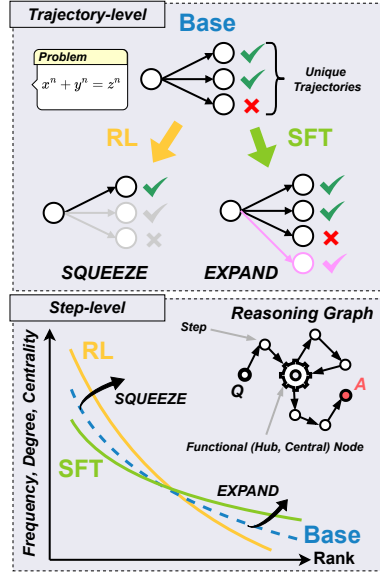 Trajectory-level
Base
Problem
x^n + y^n = z^n
Unique
Trajectories
RL
SFT
SQUEEZE
EXPAND
Step-level
Reasoning Graph
Step
RL
SQUEEZE
Q
A
SFT
Functional (Hub, Central) Node
EXPAND
Base
Frequency, Degree, Centrality
Rank